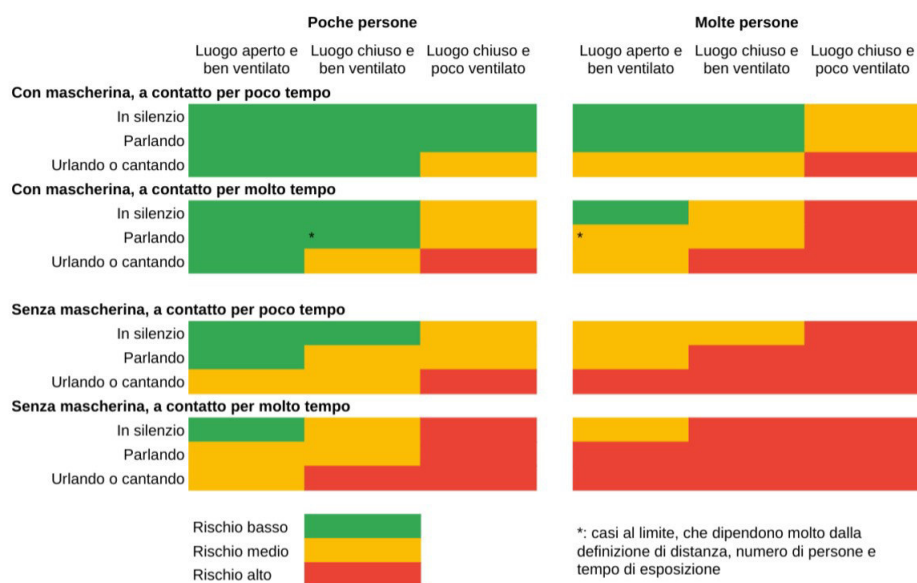 Poche persone
Molte persone
Luogo aperto e
ben ventilato
Luogo chiuso e
ben ventilato
Luogo chiuso e
poco ventilato
Luogo aperto e
ben ventilato
Luogo chiuso e
ben ventilato
Luogo chiuso e
poco ventilato
Con mascherina, a contatto per poco tempo
In silenzio
Parlando
Urlando o cantando
Con mascherina, a contatto per molto tempo
In silenzio
Parlando
*
*
Urlando o cantando
Senza mascherina, a contatto per poco tempo
In silenzio
Parlando
Urlando o cantando
Senza mascherina, a contatto per molto tempo
In silenzio
Parlando
Urlando o cantando
Rischio basso
Rischio medio
Rischio alto
*: casi al limite, che dipendono molto dalla
definizione di distanza, numero di persone e
tempo di esposizione